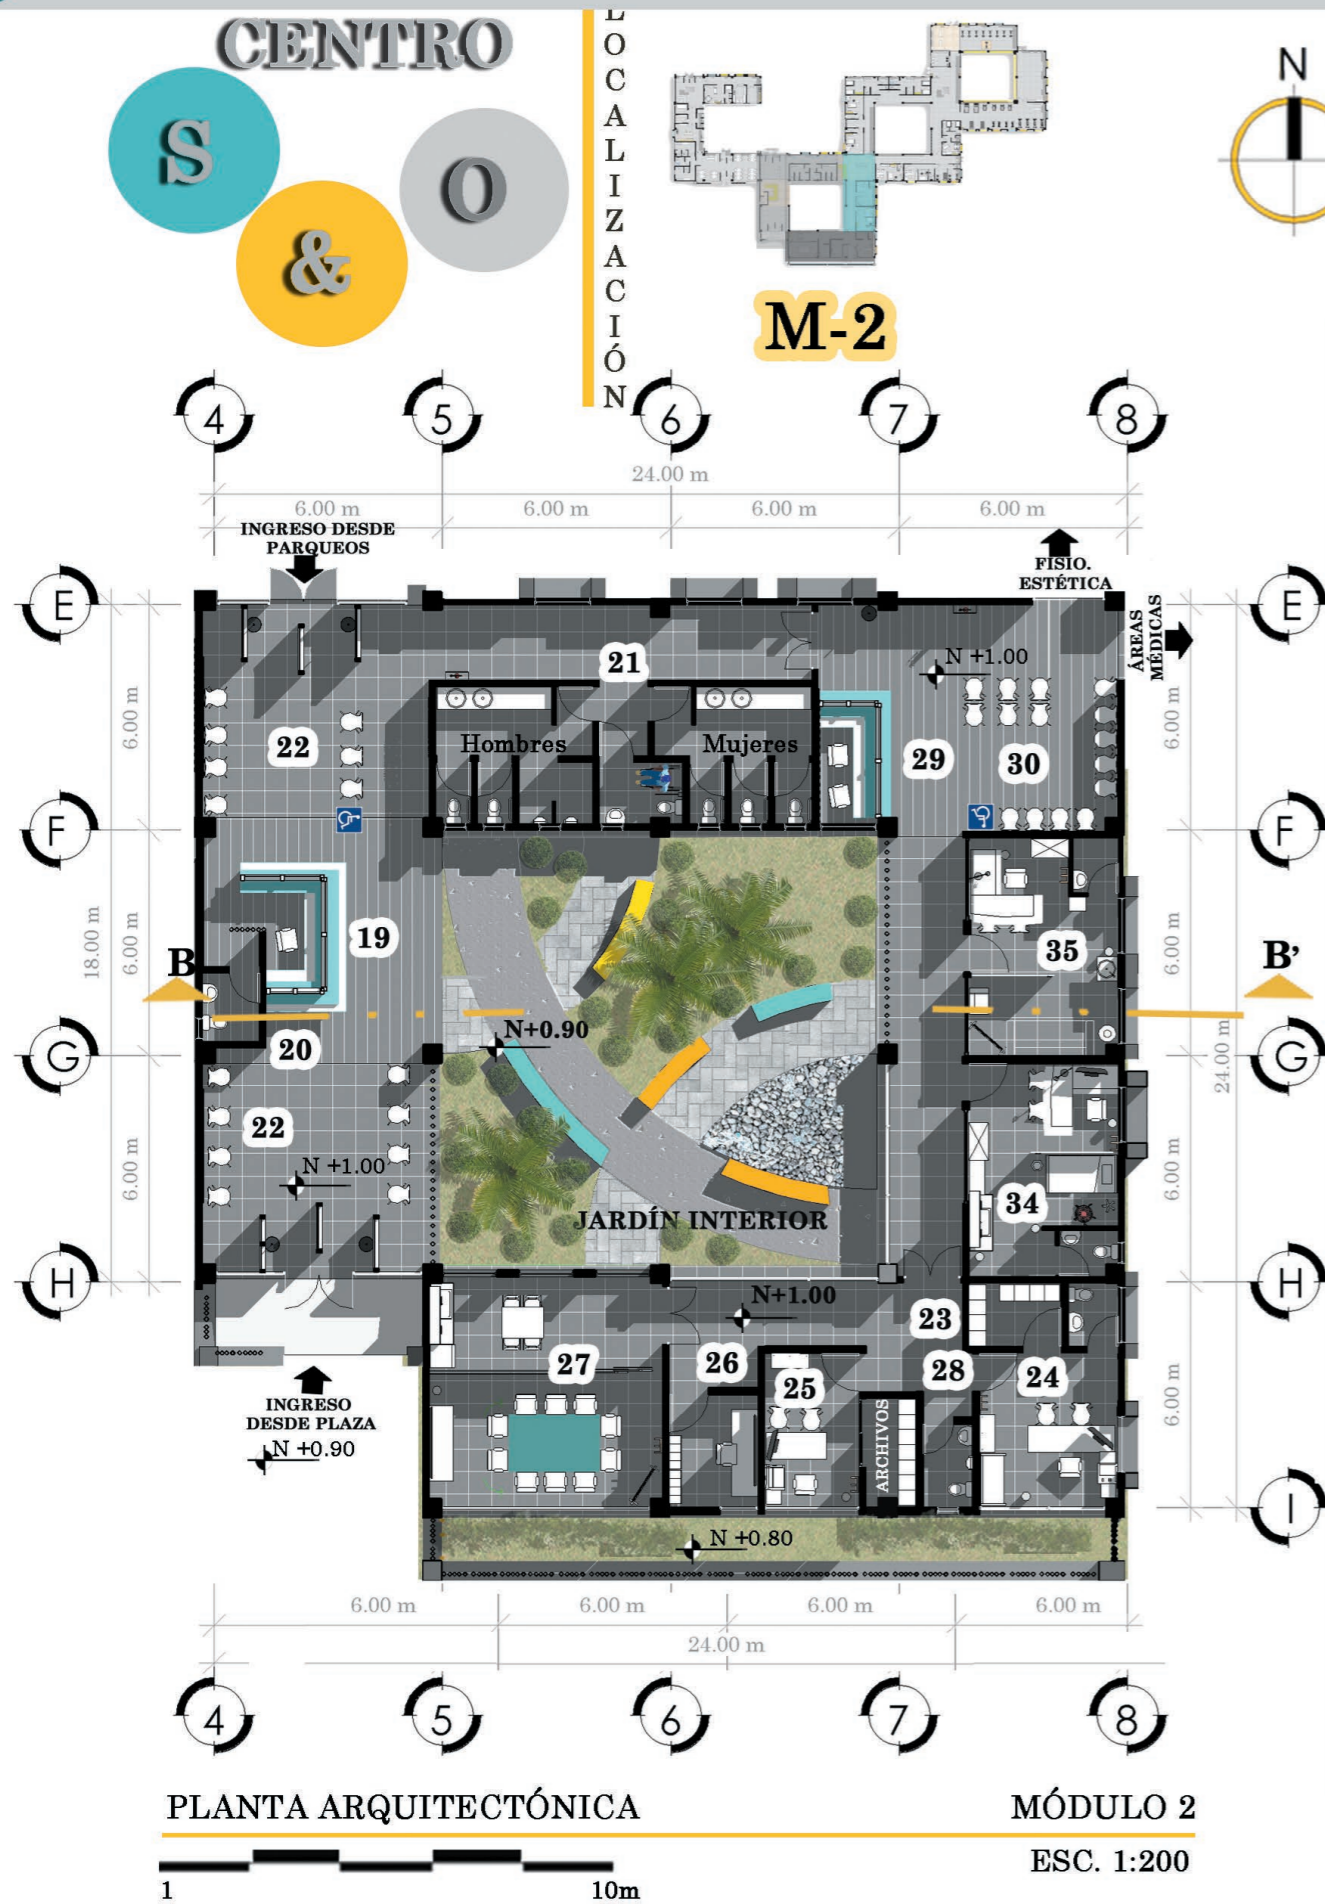 CENTRO
S
&
O
LOCALIZACIÓN
N
M-2
4 5 6 7 8
24.00 m
6.00 m 6.00 m 6.00 m 6.00 m
INGRESO DESDE
PARQUEOS
FISIO.
ESTÉTICA
ÁREAS
MÉDICAS
E E
21
N +1.00
6.00 m 6.00 m
22
Hombres
Mujeres
29
30
F F
19
35
18.00 m
6.00 m 6.00 m
B B’
N+0.90
20
G G
24.00 m
22
N +1.00
34
6.00 m 6.00 m
JARDÍN INTERIOR
H H
N+1.00
23
27
26
25
28
24
INGRESO
DESDE PLAZA
N +0.90
ARCHIVOS
6.00 m
I
N +0.80
6.00 m 6.00 m 6.00 m 6.00 m
24.00 m
4 5 6 7 8
PLANTA ARQUITECTÓNICA
MÓDULO 2
ESC. 1:200
1 10m